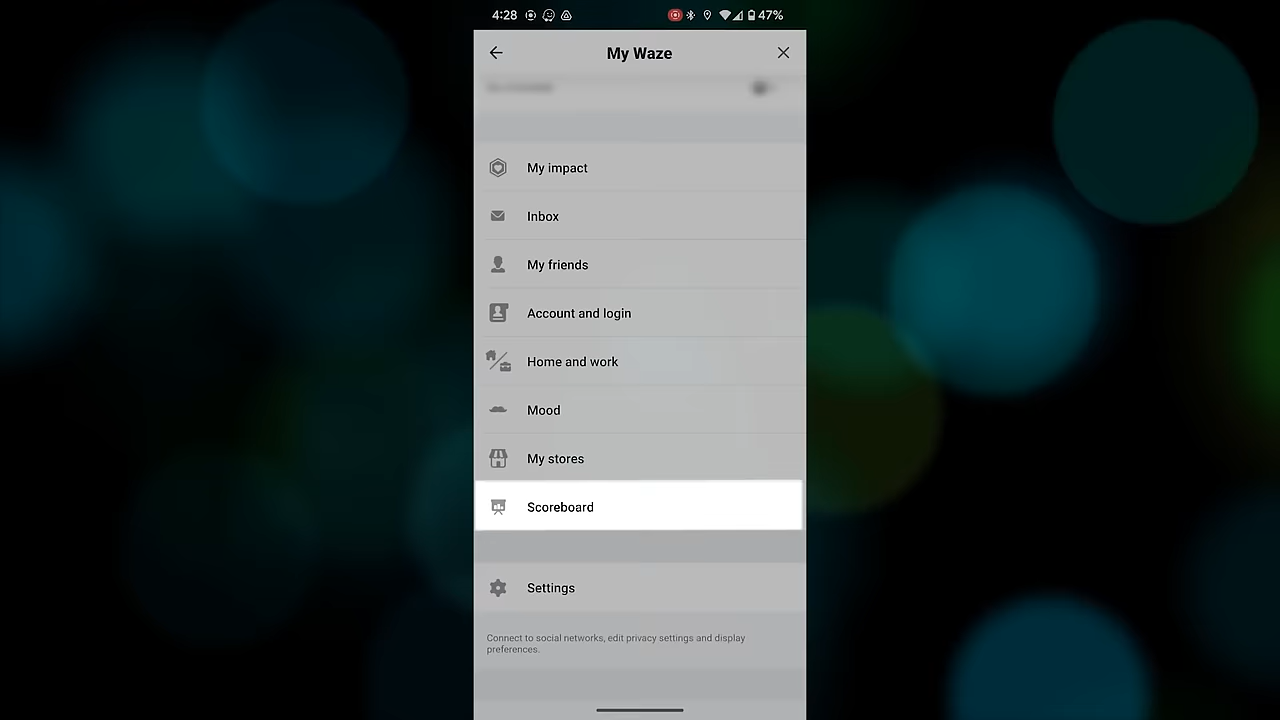 4:28
47%
My Waze
My impact
Inbox
My friends
Account and login
Home and work
Mood
My stores
Scoreboard
Settings
Connect to social networks, edit privacy settings and display
preferences.